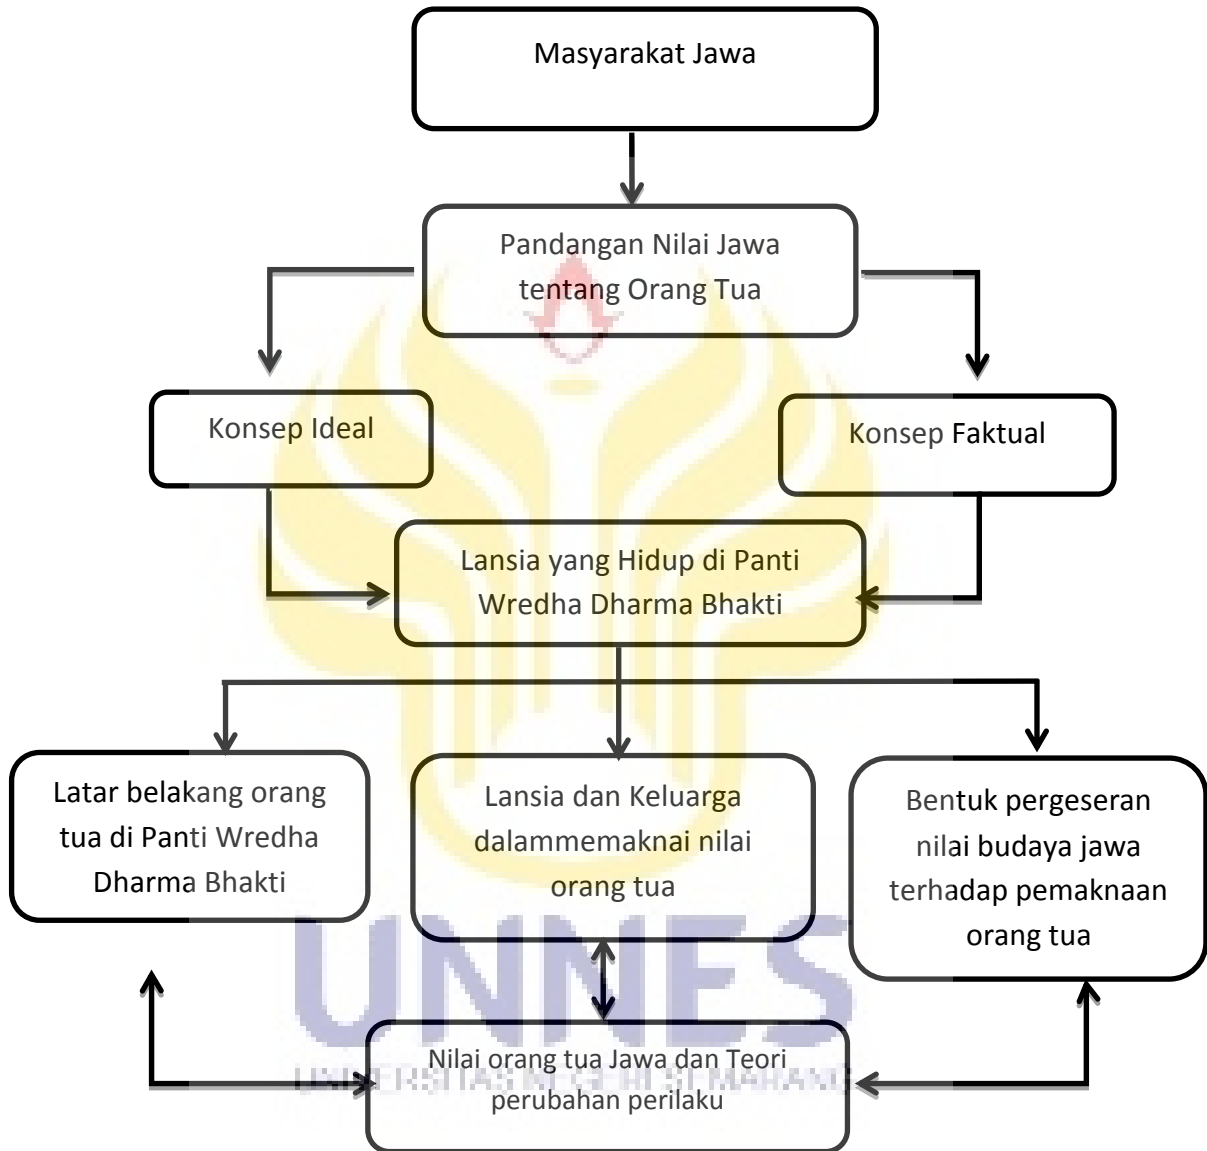 Masyarakat Jawa
Pandangan Nilai Jawa
tentang Orang Tua
Konsep Ideal
Konsep Faktual
Lansia yang Hidup di Panti
Wredha Dharma Bhakti
Latar belakang orang
tua di Panti Wredha
Dharma Bhakti
Lansia dan Keluarga
dalammemaknai nilai
orang tua
Bentuk pergeseran
nilai budaya jawa
terhadap pemaknaan
orang tua
UNNES
Nilai orang tua Jawa dan Teori
UNIVERSITAS NEGERI SEMARANG
perubahan perilaku